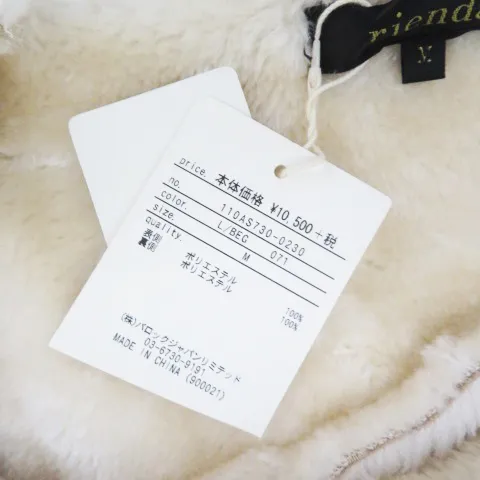 rienda
y.
price. 本体価格 ¥10,500+税
no. 110AS730-0230
color. L/BEG 071
size. M
quality.
表側 ポリエステル 100%
裏側 ポリエステル 100%
(株)バロックジャパンリミテッド
03-6730-9191
MADE IN CHINA (900021)